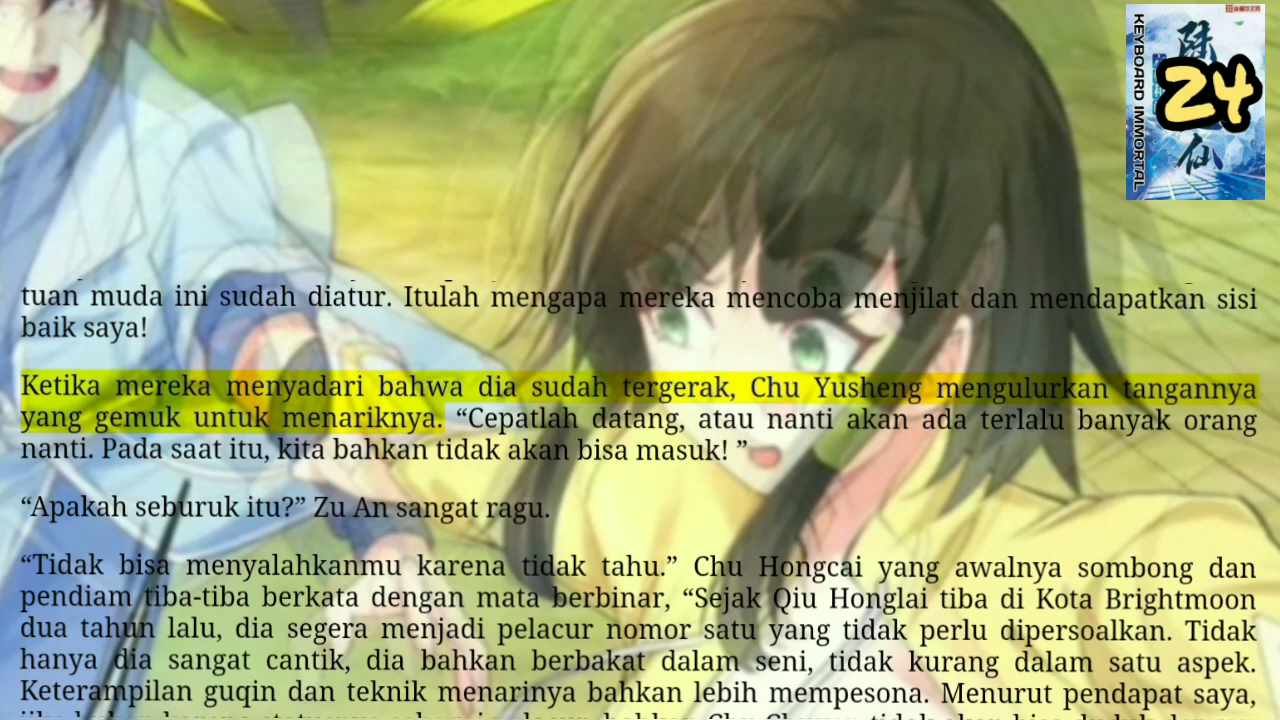 KEYBOARD IMMORTAL
24
仙
tuan muda ini sudah diatur. Itulah mengapa mereka mencoba menjilat dan mendapatkan sisi
baik saya!
Ketika mereka menyadari bahwa dia sudah tergerak, Chu Yusheng mengulurkan tangannya
yang gemuk untuk menariknya. “Cepatlah datang, atau nanti akan ada terlalu banyak orang
nanti. Pada saat itu, kita bahkan tidak akan bisa masuk! ”
“Apakah seburuk itu?” Zu An sangat ragu.
“Tidak bisa menyalahkanmu karena tidak tahu.” Chu Hongcai yang awalnya sombong dan
pendiam tiba-tiba berkata dengan mata berbinar, “Sejak Qiu Honglai tiba di Kota Brightmoon
dua tahun lalu, dia segera menjadi pelacur nomor satu yang tidak perlu dipersoalkan. Tidak
hanya dia sangat cantik, dia bahkan berbakat dalam seni, tidak kurang dalam satu aspek.
Keterampilan guqin dan teknik menarinya bahkan lebih mempesona. Menurut pendapat saya,